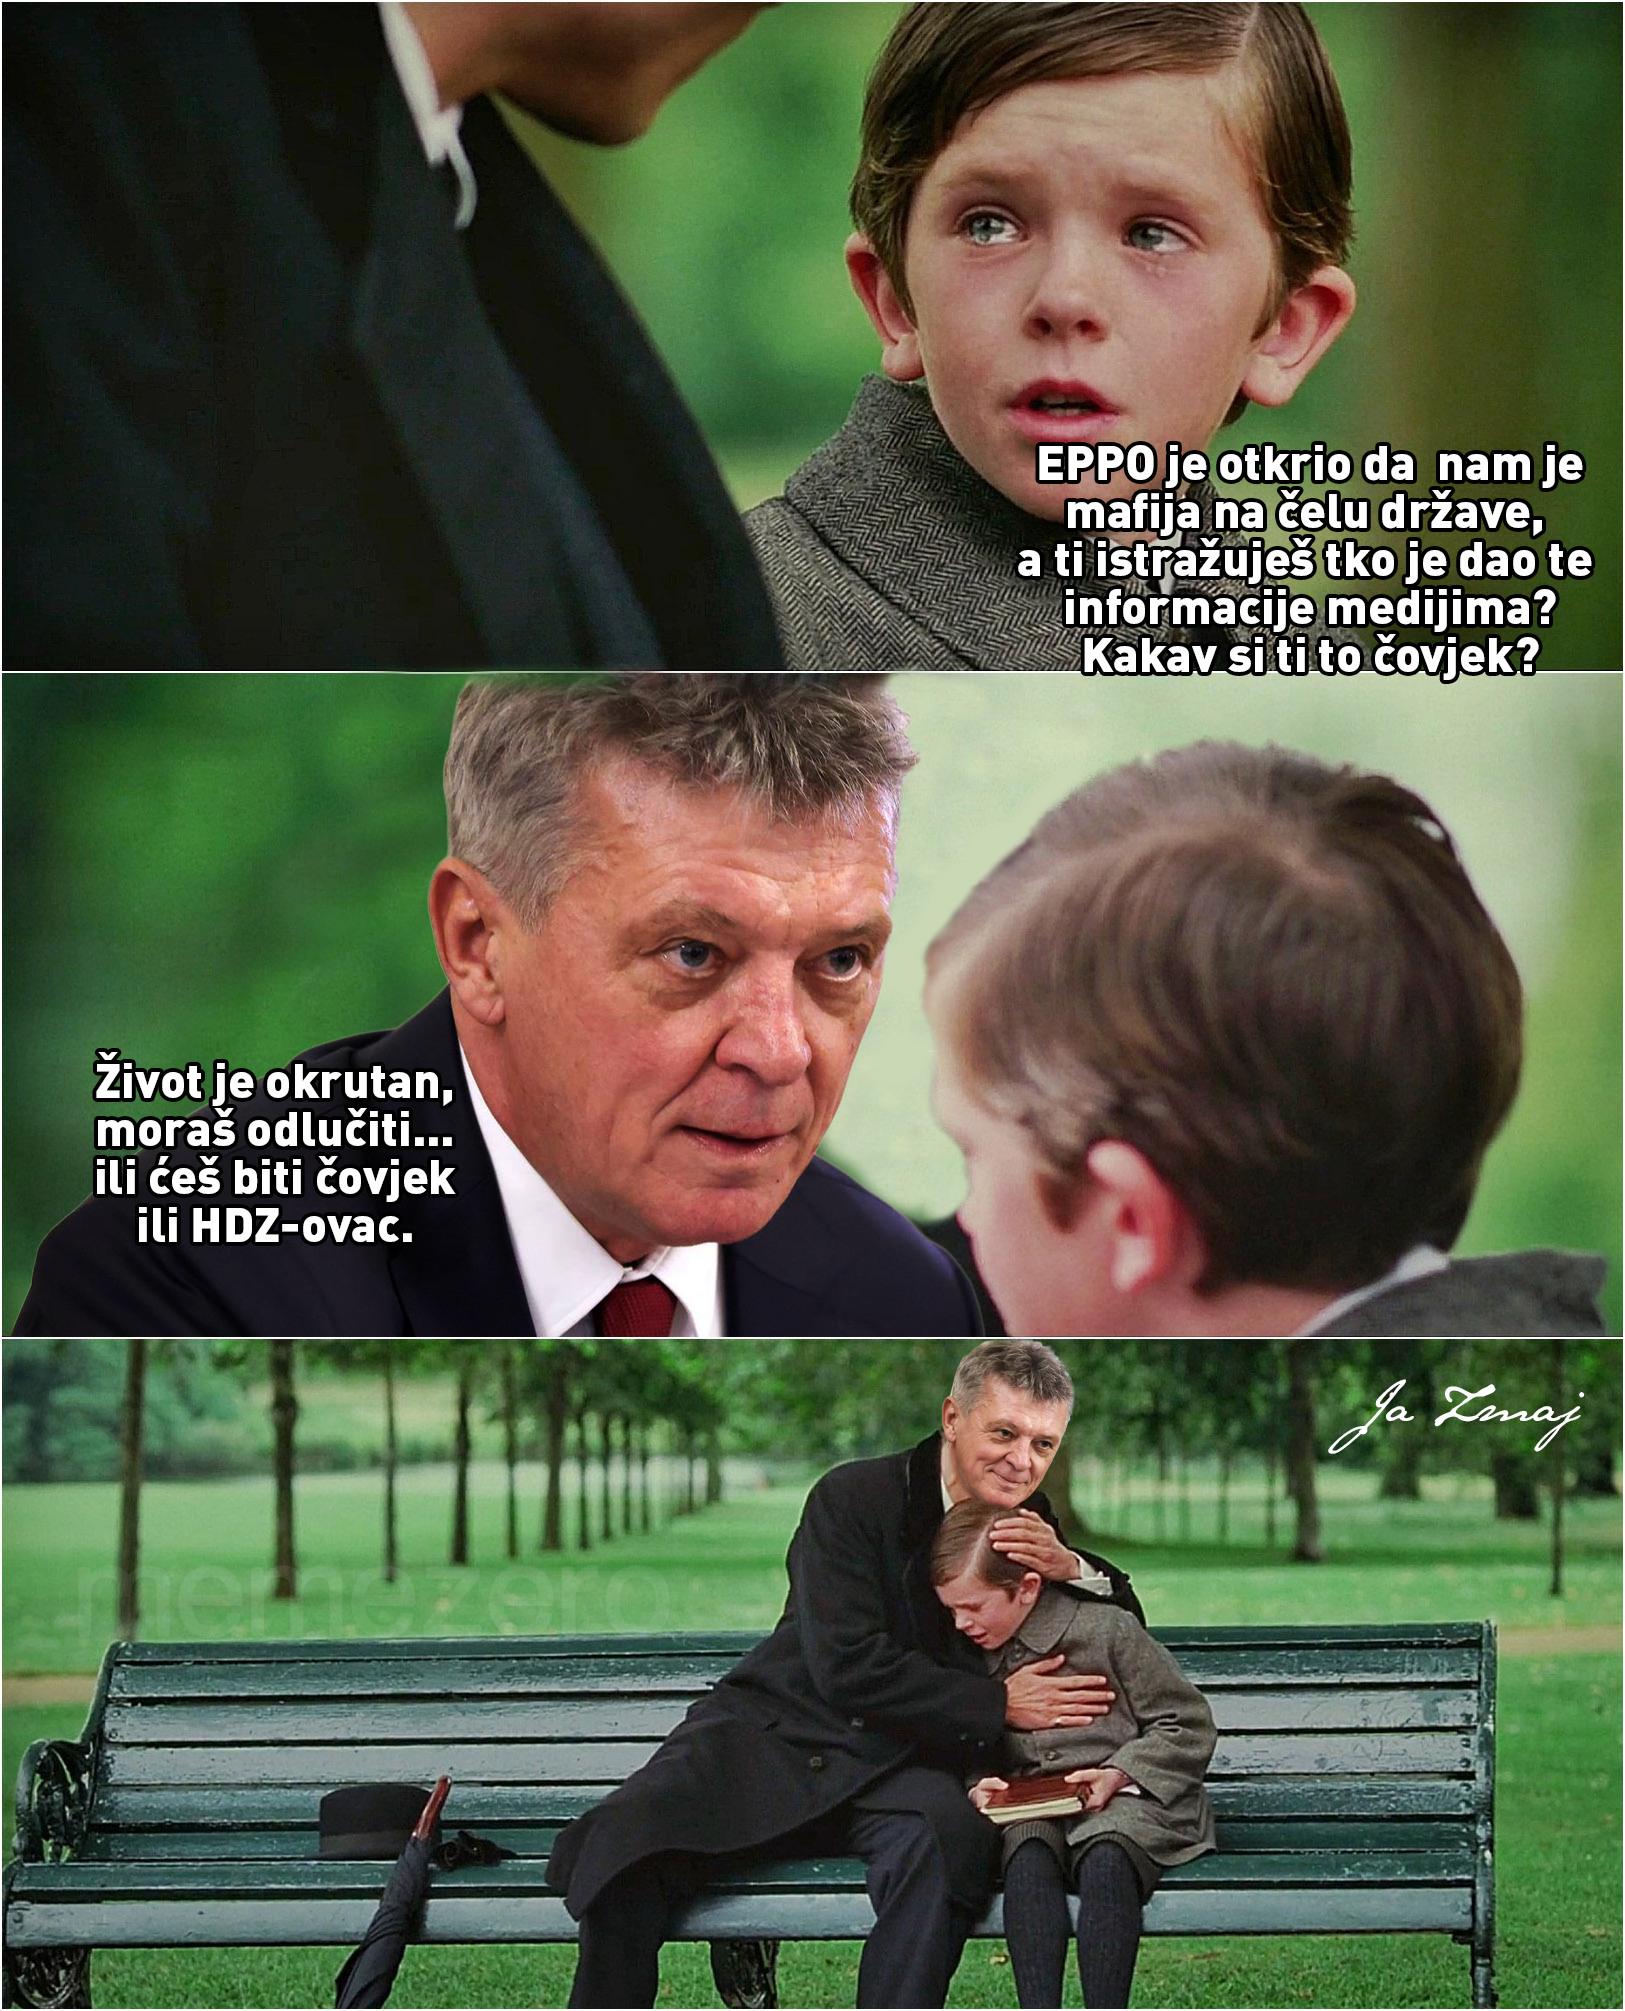 EPPO je otkrio da nam je
mafija na čelu države,
a ti istražuješ tko je dao te
informacije medijima?
Kakav si ti to čovjek?
Život je okrutan,
moraš odlučiti...
ili ćeš biti čovjek
ili HDZ-ovac.
Ja Zmaj
memezero